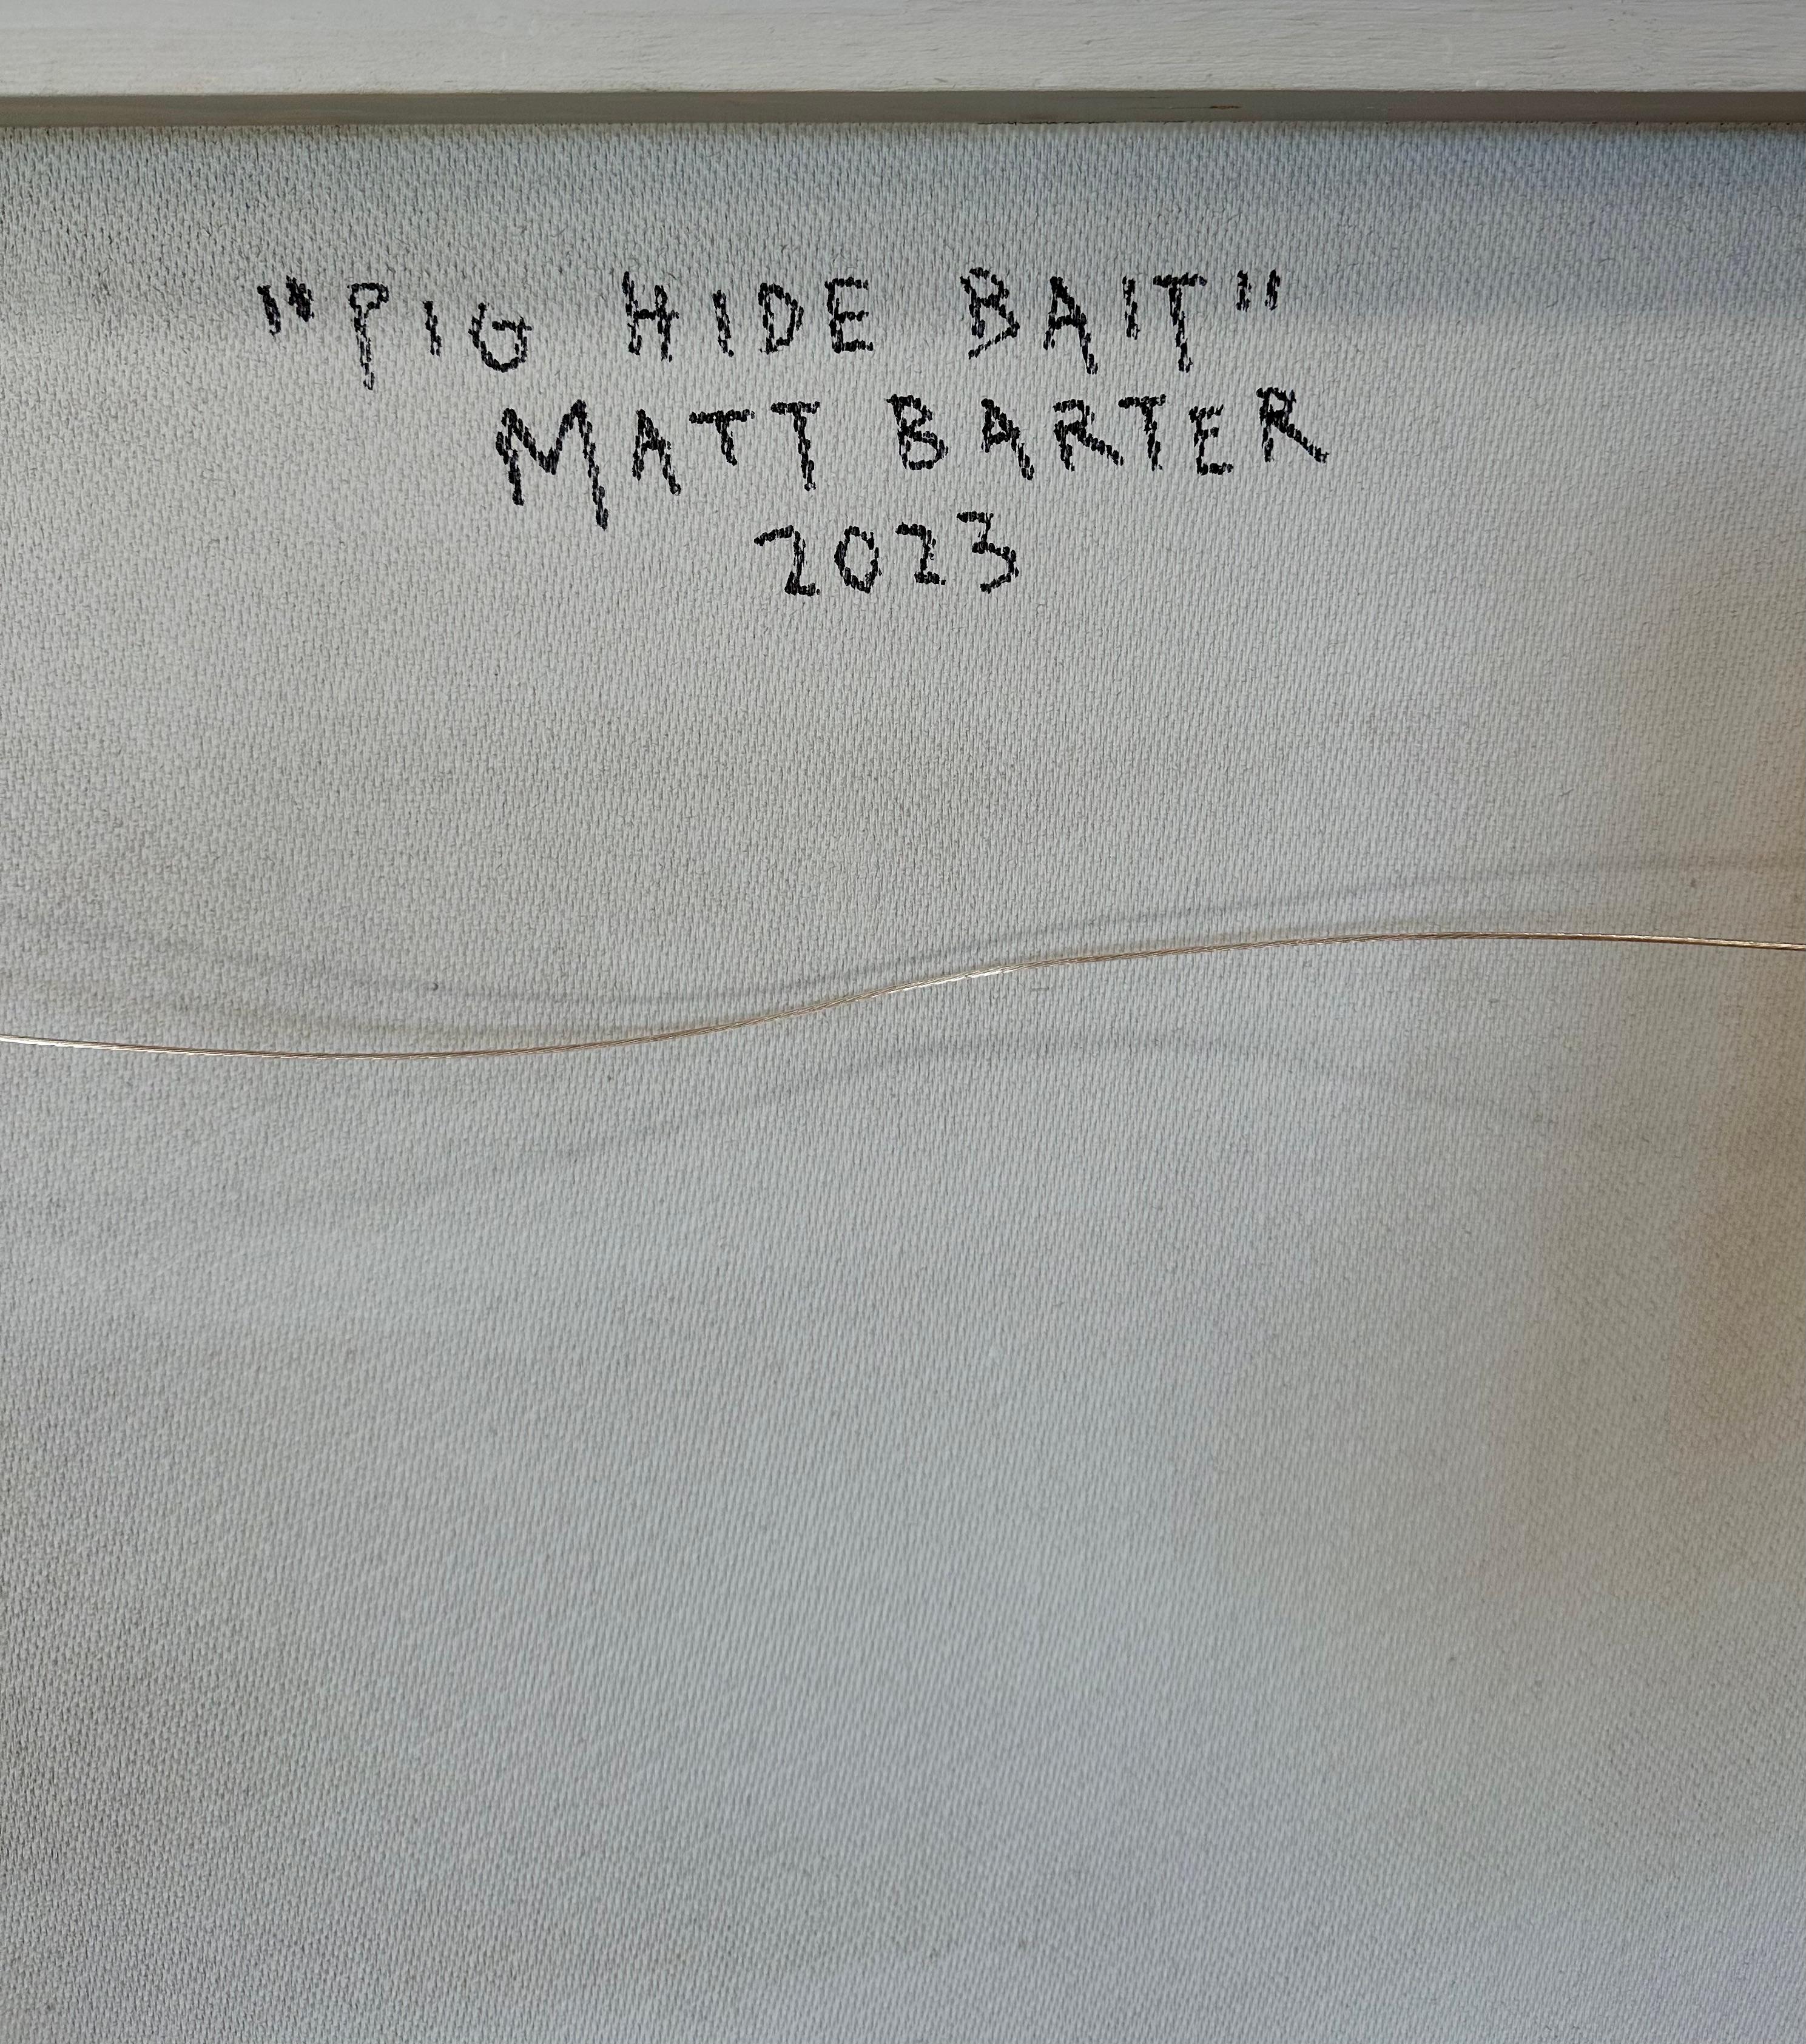 "PIG HIDE BAIT"
MATT BARTER
2023